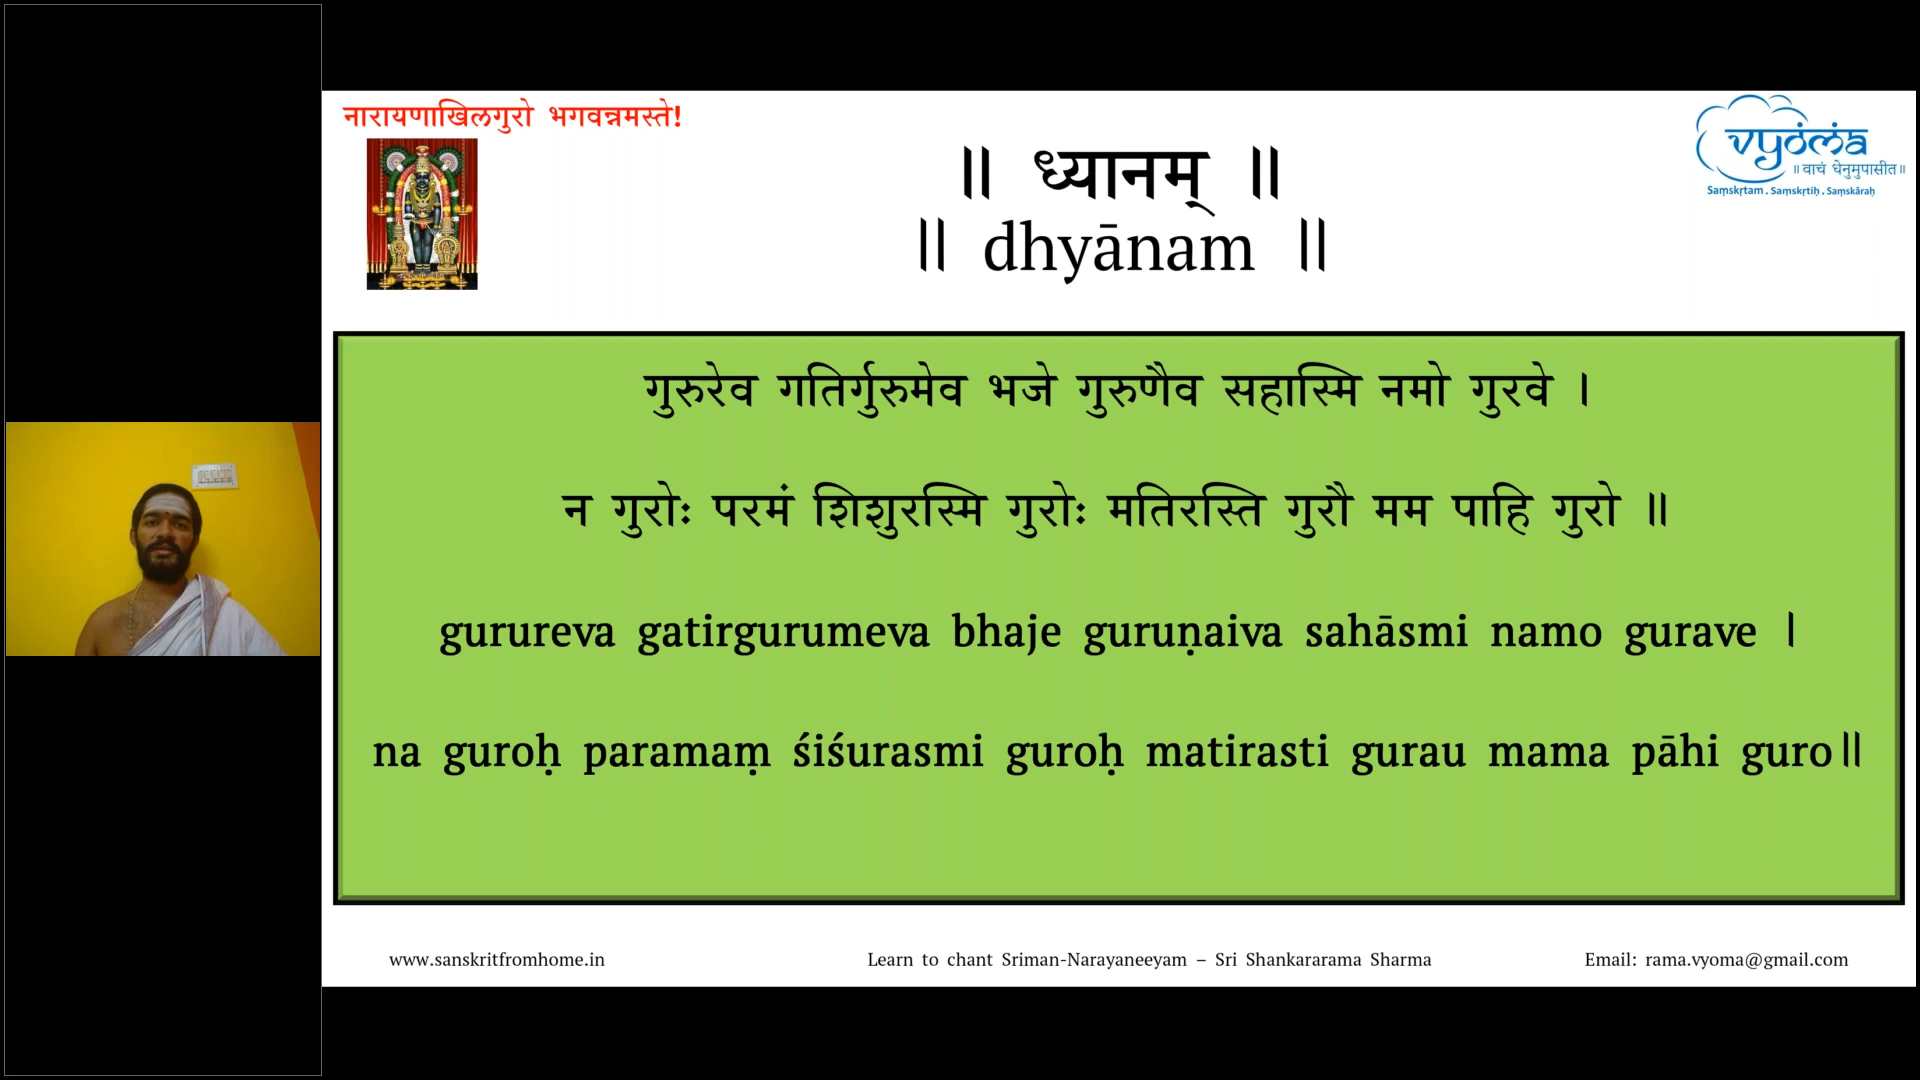 नारायणाखिलगुरो भगवन्नमस्ते!
vyoma
॥ वाचं धेनुमुपासीत॥
Saṃskṛtam . Saṃskṛtiḥ . Saṃskāraḥ
॥ ध्यानम् ॥
॥ dhyānam ॥
गुरुरेव गतिर्गुरुमेव भजे गुरुणैव सहास्मि नमो गुरवे ।
न गुरोः परमं शिशुरस्मि गुरोः मतिरस्ति गुरौ मम पाहि गुरो ॥
gurureva gatirgurumeva bhaje guruṇaiva sahāsmi namo gurave ।
na guroḥ paramaṃ śiśurasmi guroḥ matirasti gurau mama pāhi guro॥
www.sanskritfromhome.in
Learn to chant Sriman-Narayaneeyam – Sri Shankararama Sharma
Email: rama.vyoma@gmail.com